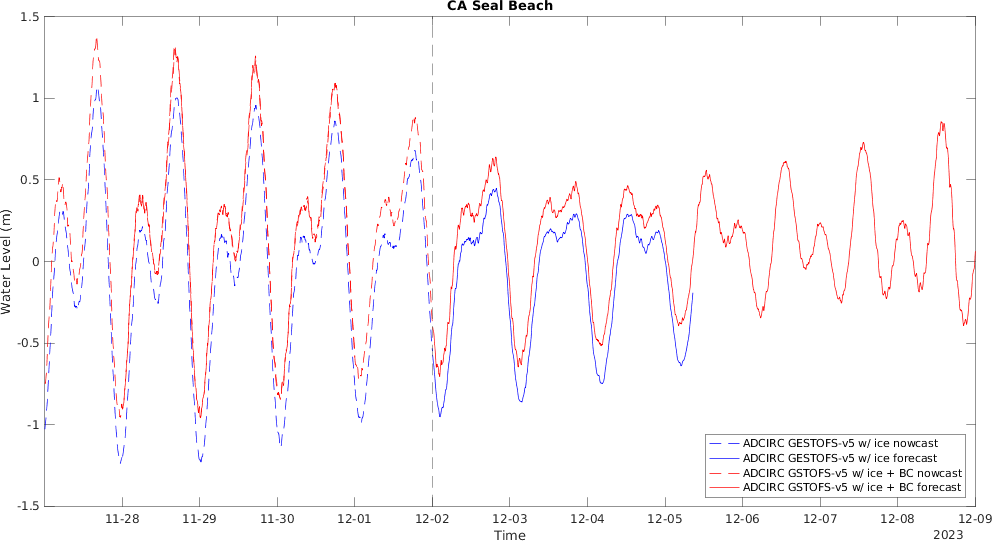 CA Seal Beach
1.5
1
0.5
0
-0.5
-1
-1.5
Water Level (m)
11-28
11-29
11-30
12-01
12-02
12-03
12-04
12-05
12-06
12-07
12-08
12-09
Time
2023
ADCIRC GESTOFS-v5 w/ ice nowcast
ADCIRC GESTOFS-v5 w/ ice forecast
ADCIRC GSTOFS-v5 w/ ice + BC nowcast
ADCIRC GSTOFS-v5 w/ ice + BC forecast